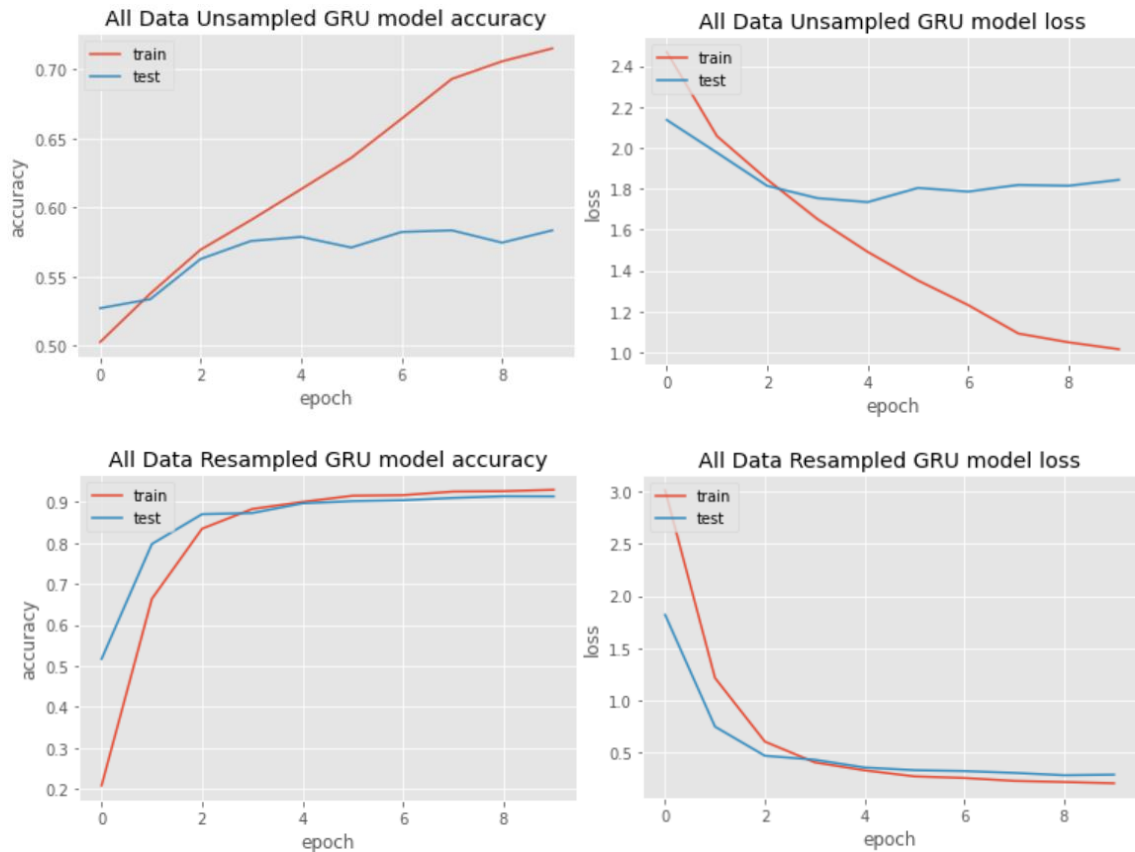 All Data Unsampled GRU model accuracy
train
test
0.70
0.65
0.60
0.55
0.50
accuracy
0 2 4 6 8
epoch
All Data Unsampled GRU model loss
train
test
2.4
2.2
2.0
1.8
1.6
1.4
1.2
1.0
loss
0 2 4 6 8
epoch
All Data Resampled GRU model accuracy
train
test
0.9
0.8
0.7
0.6
0.5
0.4
0.3
0.2
accuracy
0 2 4 6 8
epoch
All Data Resampled GRU model loss
train
test
3.0
2.5
2.0
1.5
1.0
0.5
loss
0 2 4 6 8
epoch